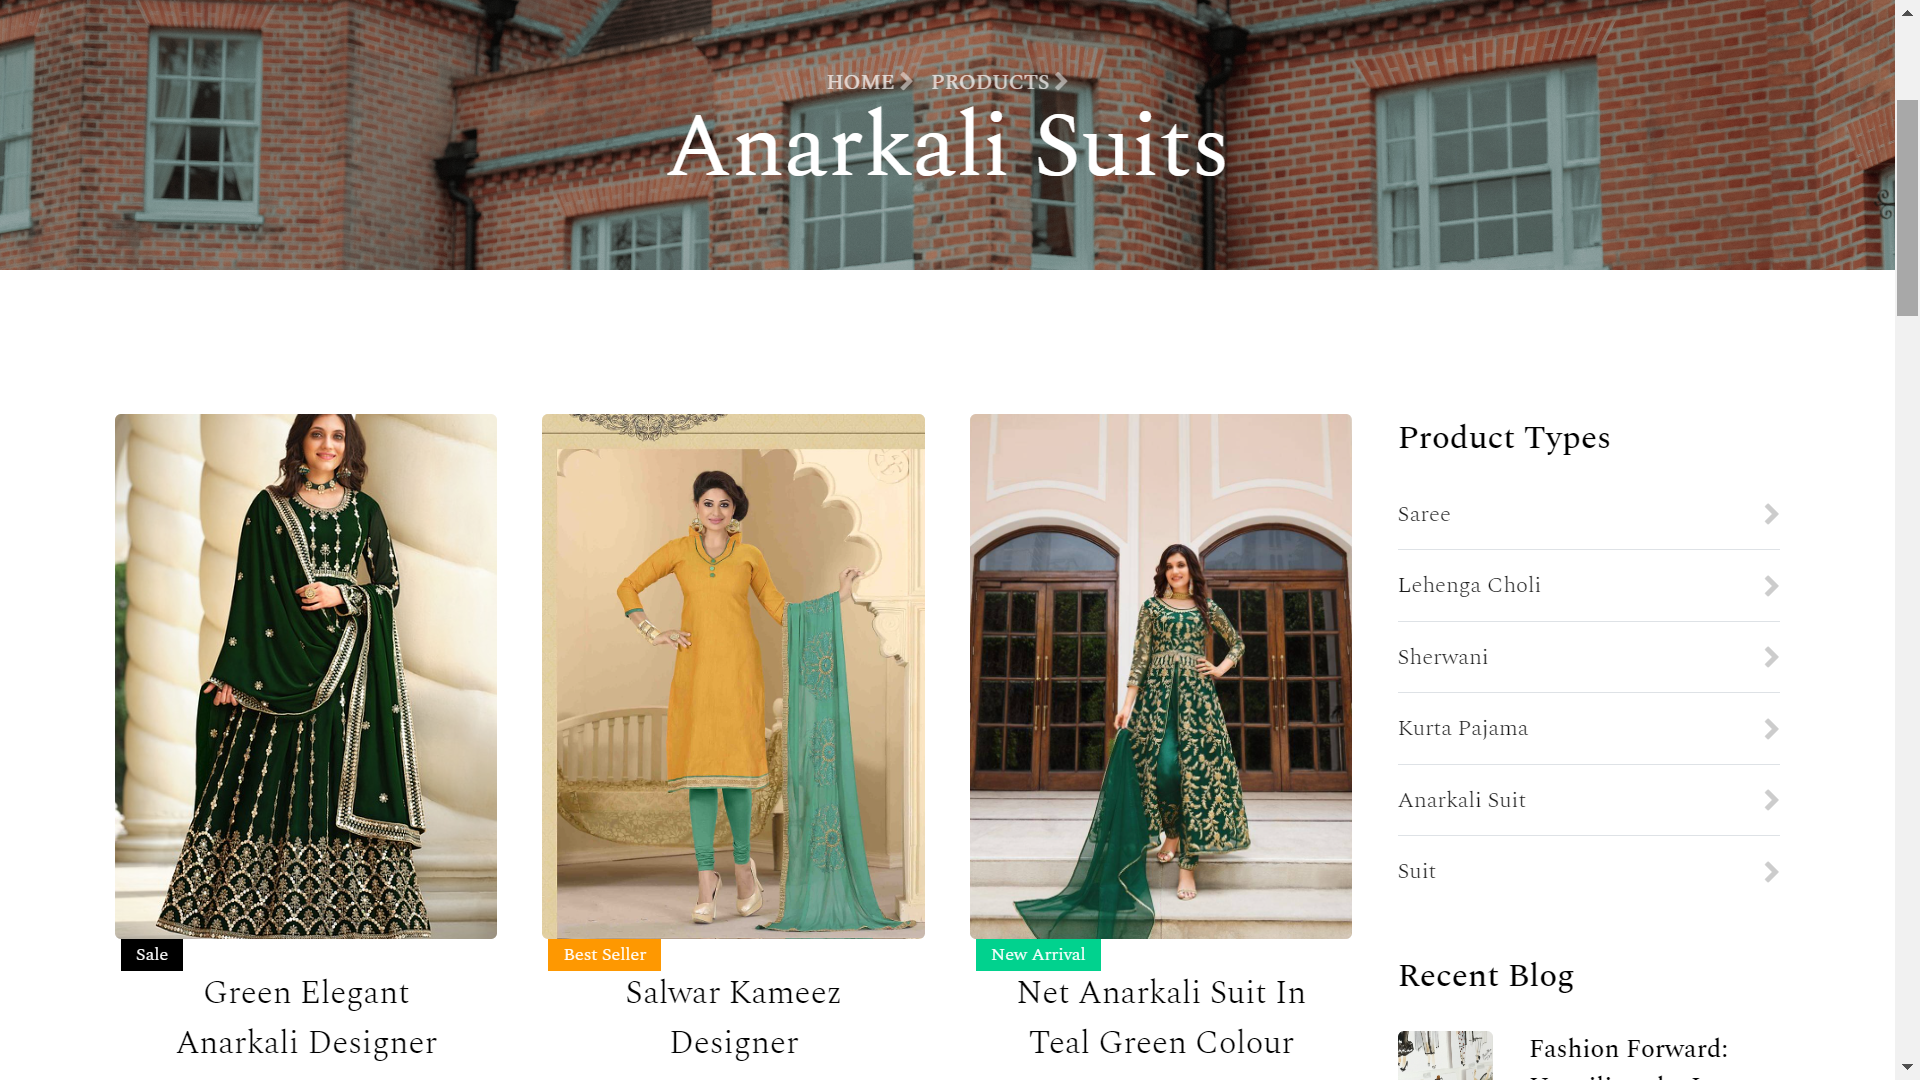 HOME PRODUCTS
Anarkali Suits
Sale
Green Elegant
Anarkali Designer
Best Seller
Salwar Kameez
Designer
New Arrival
Net Anarkali Suit In
Teal Green Colour
Product Types
Saree
Lehenga Choli
Sherwani
Kurta Pajama
Anarkali Suit
Suit
Recent Blog
Fashion Forward: